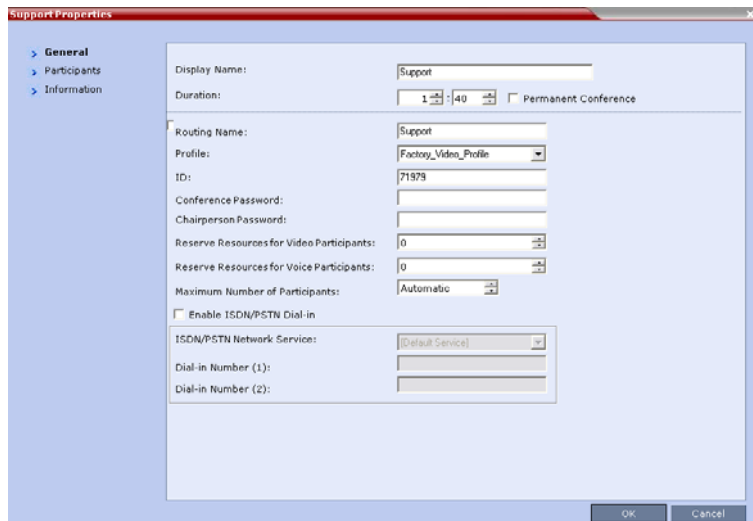 Support Properties
General
Participants
Information
Display Name: Support
Duration: 1 : 40 Permanent Conference
Routing Name: Support
Profile: Factory_Video_Profile
ID: 71979
Conference Password:
Chairperson Password:
Reserve Resources for Video Participants: 0
Reserve Resources for Voice Participants: 0
Maximum Number of Participants: Automatic
Enable ISDN/PSTN Dial-in
ISDN/PSTN Network Service: [Default Service]
Dial-in Number (1):
Dial-in Number (2):
OK Cancel